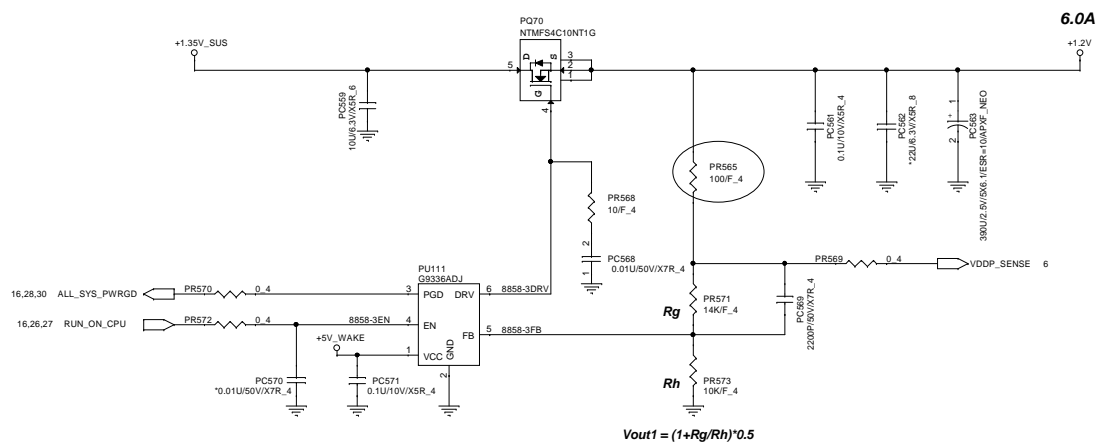 6.0A
PQ70
NTMFS4C10NT1G
+1.35V_SUS
+1.2V
D
S
G
5
3
2
1
4
PC559
10U/6.3V/X5R_6
PC561
0.1U/10V/X5R_4
PC562
*22U/6.3V/X5R_8
1
+
2
PC563
390U/2.5V/5X6.1/ESR=10/APXF_NEO
PR565
100/F_4
PR568
10/F_4
2
1
PC568
0.01U/50V/X7R_4
PR569
0_4
VDDP_SENSE 6
PU111
G9336ADJ
16,28,30 ALL_SYS_PWRGD
PR570
0_4
3
PGD
DRV
6
8858-3DRV
16,26,27 RUN_ON_CPU
PR572
0_4
8858-3EN
4
EN
FB
5
8858-3FB
+5V_WAKE
1
VCC
GND
2
Rg
PR571
14K/F_4
PC569
2200P/50V/X7R_4
PC570
*0.01U/50V/X7R_4
PC571
0.1U/10V/X5R_4
Rh
PR573
10K/F_4
Vout1 = (1+Rg/Rh)*0.5